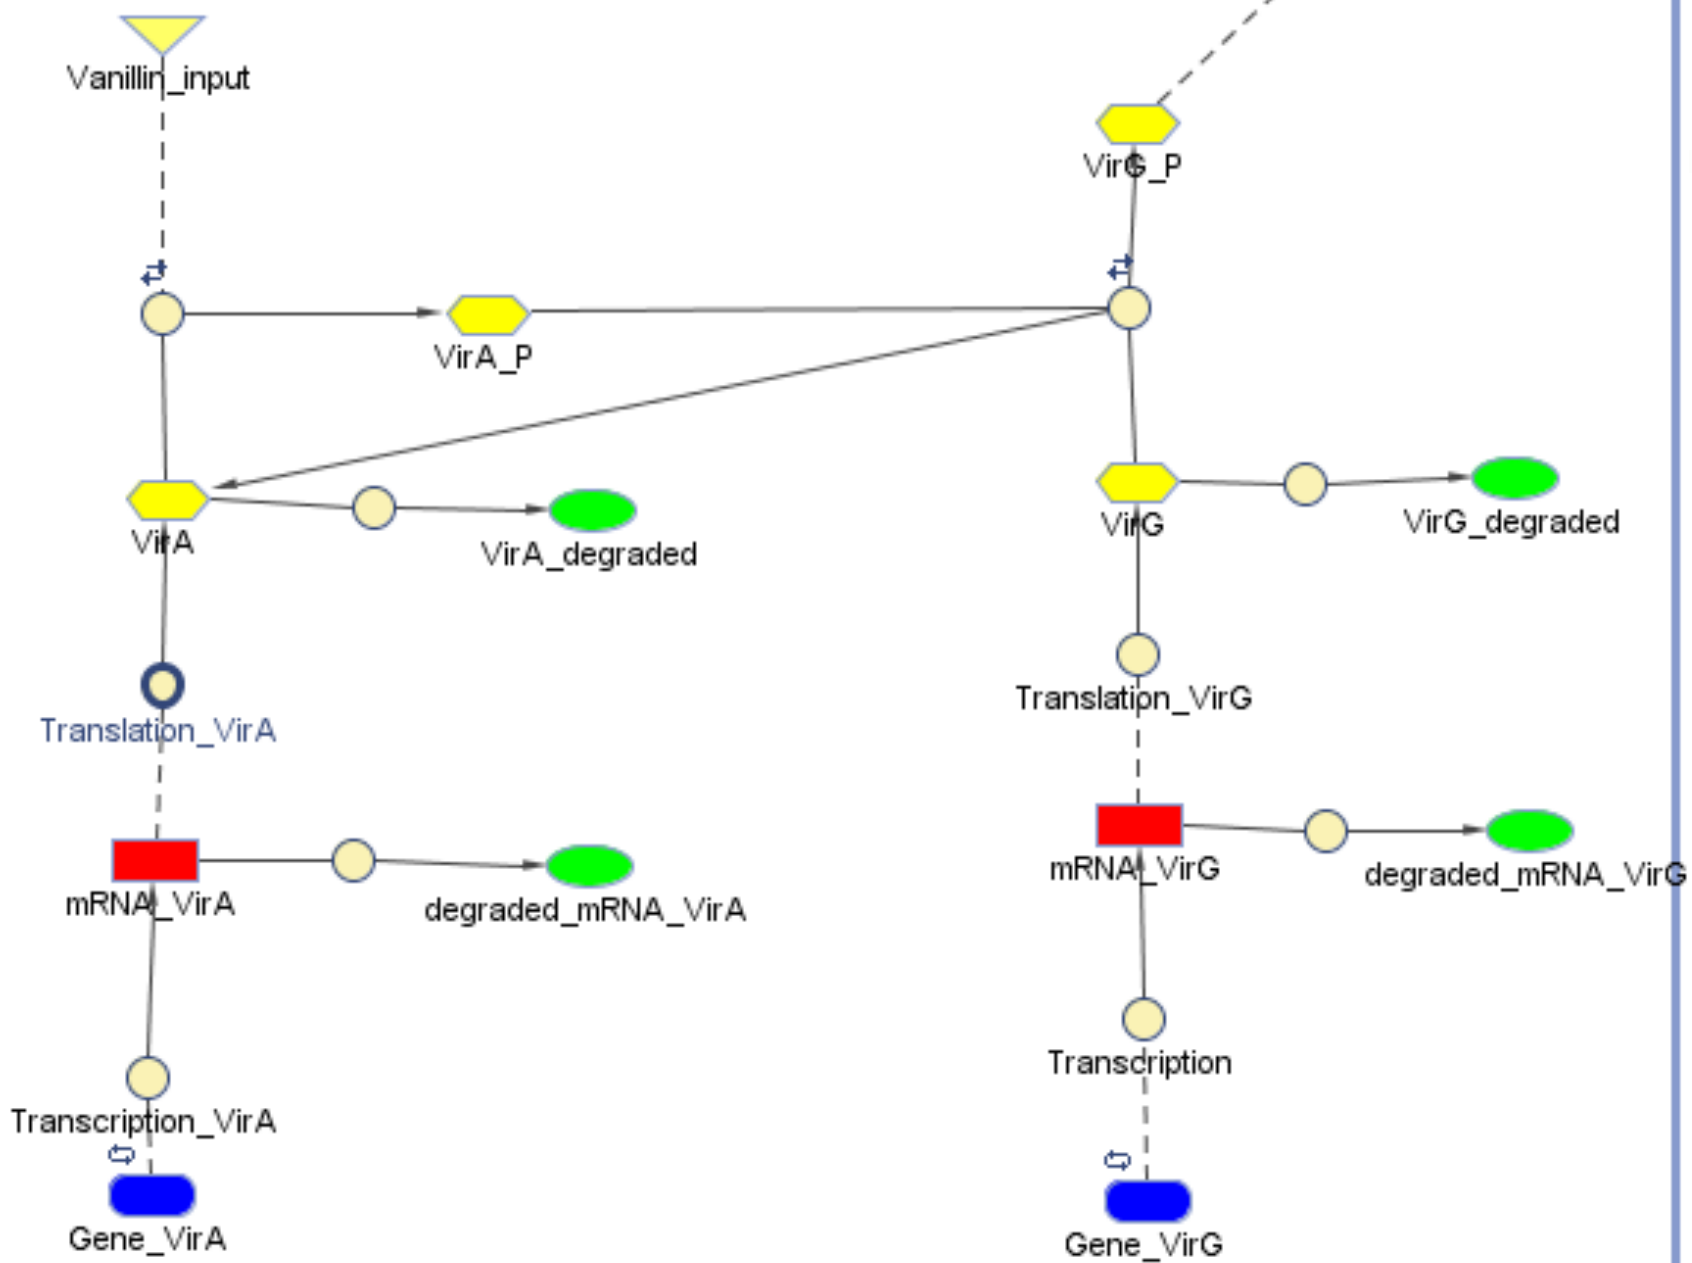 Vanillin_input
VirG_P
VirA_P
VirA
VirA_degraded
VirG
VirG_degraded
Translation_VirA
Translation_VirG
mRNA_VirA
degraded_mRNA_VirA
mRNA_VirG
degraded_mRNA_VirG
Transcription_VirA
Transcription
Gene_VirA
Gene_VirG